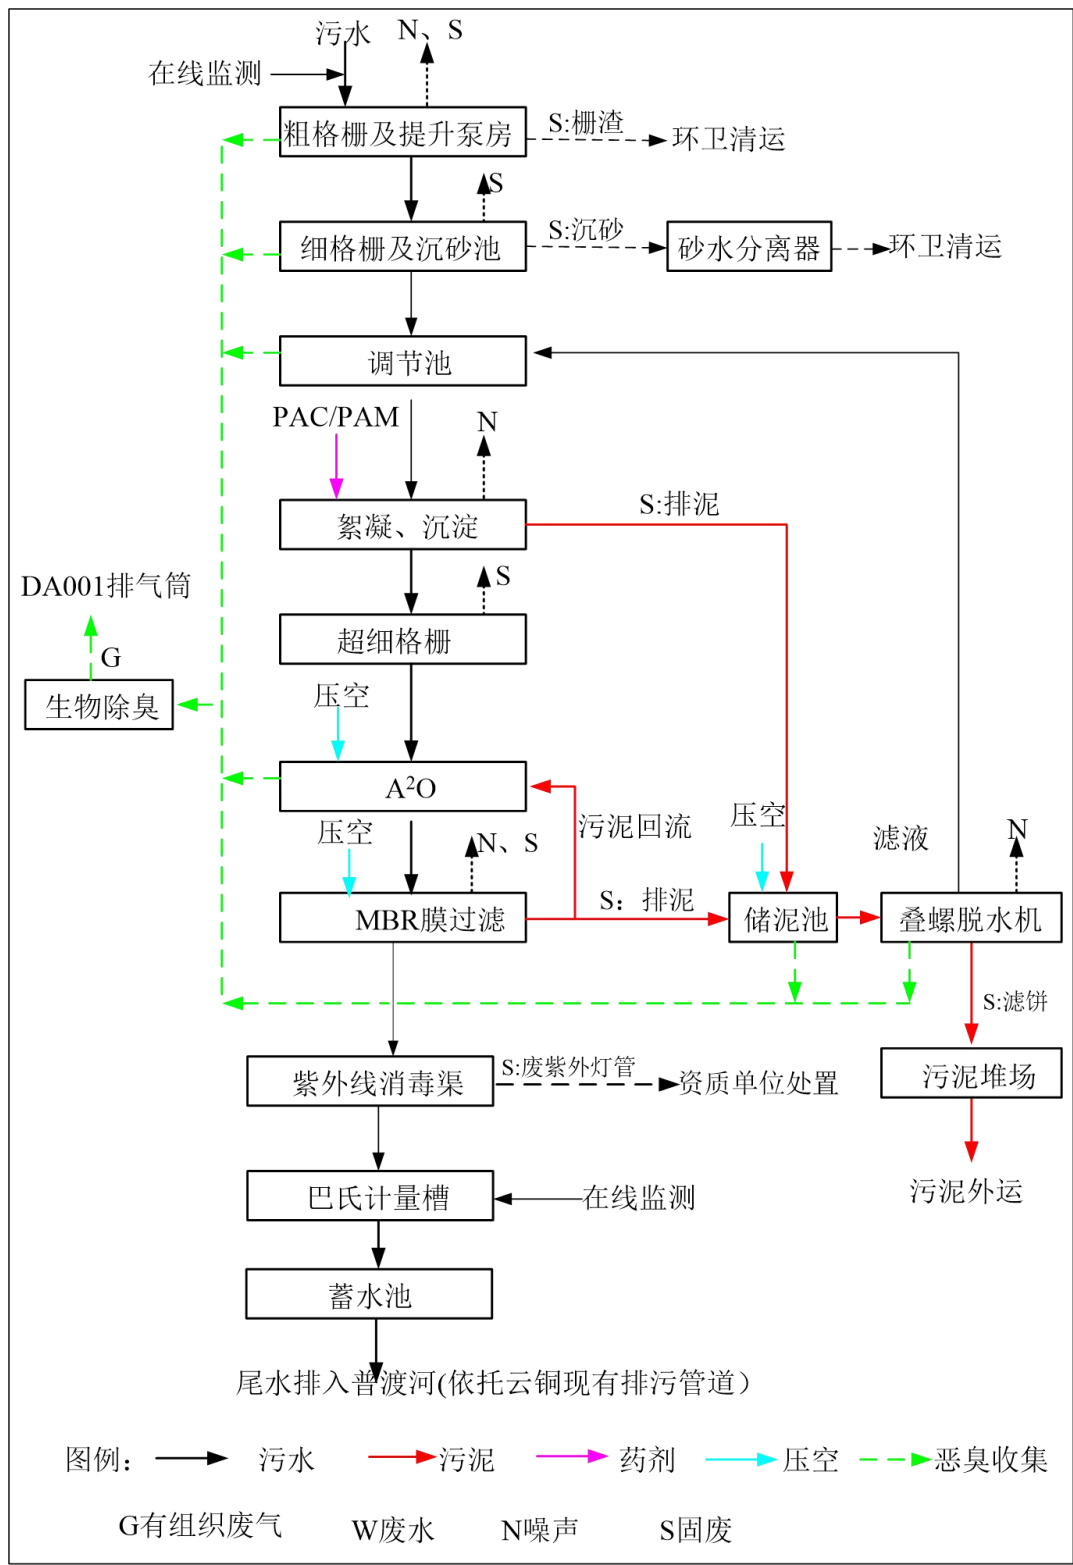 污水
N、S
在线监测
粗格栅及提升泵房
S:栅渣
环卫清运
S
细格栅及沉砂池
S:沉砂
砂水分离器
环卫清运
调节池
PAC/PAM
N
S:排泥
絮凝、沉淀
DA001排气筒
S
超细格栅
G
生物除臭
压空
A²O
压空
N、S
污泥回流
压空
滤液
N
MBR膜过滤
S：排泥
储泥池
叠螺脱水机
S:滤饼
紫外线消毒渠
S:废紫外灯管
资质单位处置
污泥堆场
巴氏计量槽
在线监测
污泥外运
蓄水池
尾水排入普渡河(依托云铜现有排污管道）
图例： 污水 污泥 药剂 压空 恶臭收集
G有组织废气 W废水 N噪声 S固废